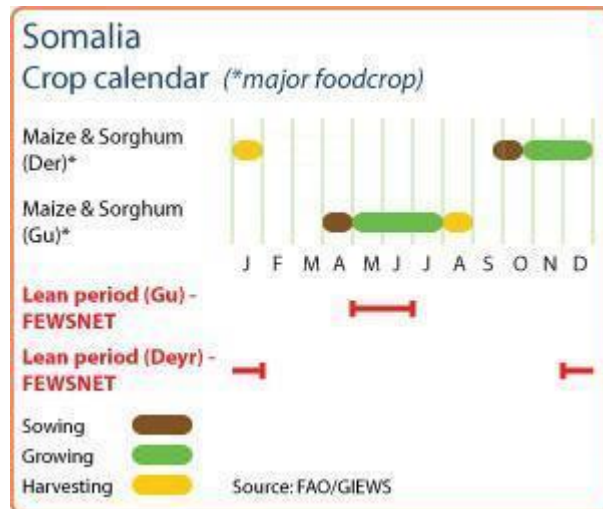 Somalia
Crop calendar (*major foodcrop)
Maize & Sorghum
(Der)*
Maize & Sorghum
(Gu)*
J F M A M J J A S O N D
Lean period (Gu) -
FEWSNET
Lean period (Deyr) -
FEWSNET
Sowing
Growing
Harvesting
Source: FAO/GIEWS